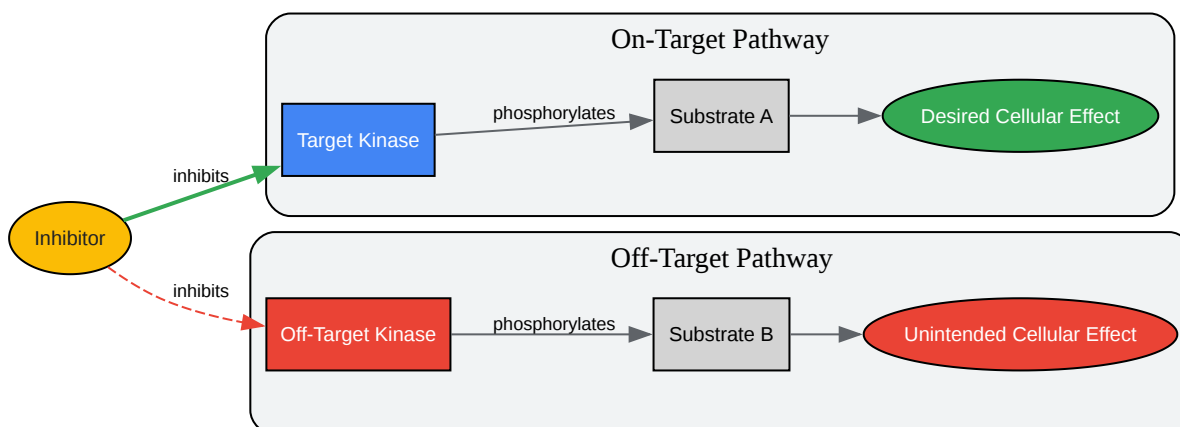 On-Target Pathway
Target Kinase
phosphorylates
Substrate A
Desired Cellular Effect
inhibits
Inhibitor
inhibits
Off-Target Pathway
Off-Target Kinase
phosphorylates
Substrate B
Unintended Cellular Effect